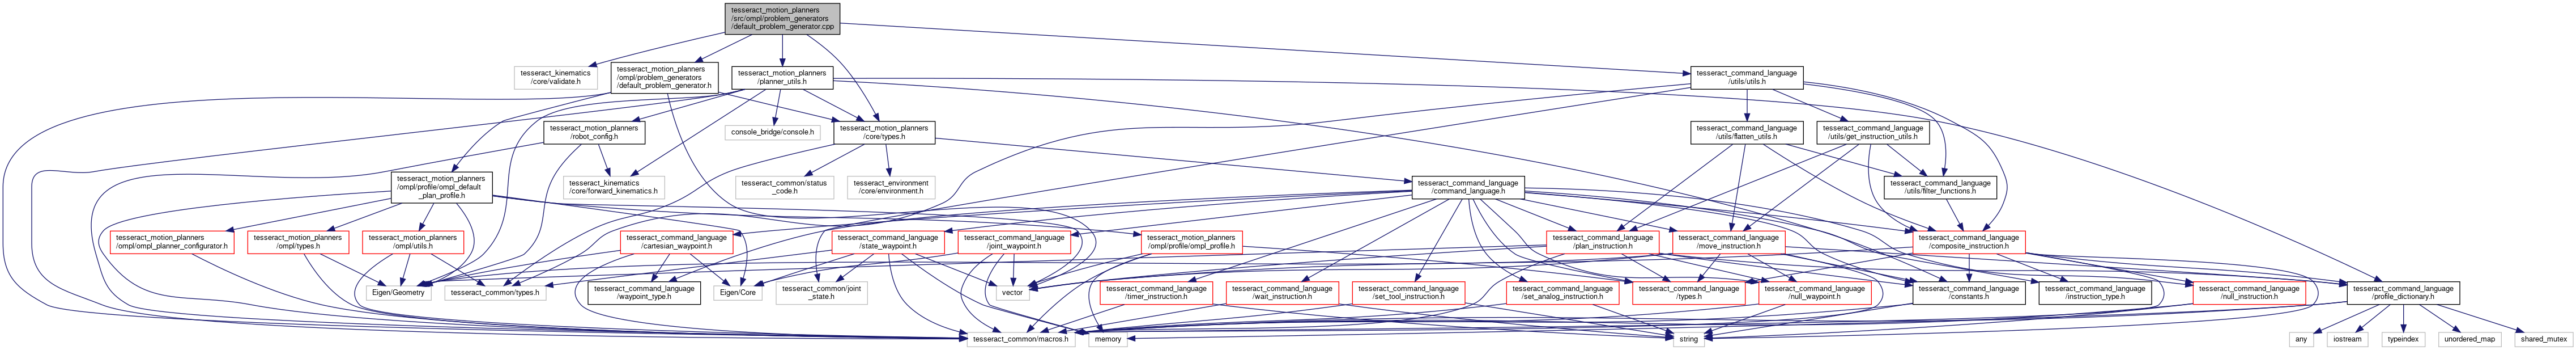 tesseract_motion_planners
/src/ompl/problem_generators
/default_problem_generator.cpp
tesseract_kinematics
/core/validate.h
tesseract_motion_planners
/ompl/problem_generators
/default_problem_generator.h
tesseract_motion_planners
/planner_utils.h
tesseract_command_language
/utils/utils.h
tesseract_motion_planners
/robot_config.h
console_bridge/console.h
tesseract_motion_planners
/core/types.h
tesseract_command_language
/utils/flatten_utils.h
tesseract_command_language
/utils/get_instruction_utils.h
tesseract_motion_planners
/ompl/profile/ompl_default
_plan_profile.h
tesseract_kinematics
/core/forward_kinematics.h
tesseract_common/status
_code.h
tesseract_environment
/core/environment.h
tesseract_command_language
/command_language.h
tesseract_command_language
/utils/filter_functions.h
tesseract_motion_planners
/ompl/ompl_planner_configurator.h
tesseract_motion_planners
/ompl/types.h
tesseract_motion_planners
/ompl/utils.h
tesseract_command_language
/cartesian_waypoint.h
tesseract_command_language
/state_waypoint.h
tesseract_command_language
/joint_waypoint.h
tesseract_motion_planners
/ompl/profile/ompl_profile.h
tesseract_command_language
/plan_instruction.h
tesseract_command_language
/move_instruction.h
tesseract_command_language
/composite_instruction.h
Eigen/Geometry
tesseract_common/types.h
tesseract_command_language
/waypoint_type.h
Eigen/Core
tesseract_common/joint
_state.h
vector
tesseract_command_language
/timer_instruction.h
tesseract_command_language
/wait_instruction.h
tesseract_command_language
/set_tool_instruction.h
tesseract_command_language
/set_analog_instruction.h
tesseract_command_language
/types.h
tesseract_command_language
/null_waypoint.h
tesseract_command_language
/constants.h
tesseract_command_language
/instruction_type.h
tesseract_command_language
/null_instruction.h
tesseract_command_language
/profile_dictionary.h
tesseract_common/macros.h
memory
string
any
iostream
typeindex
unordered_map
shared_mutex